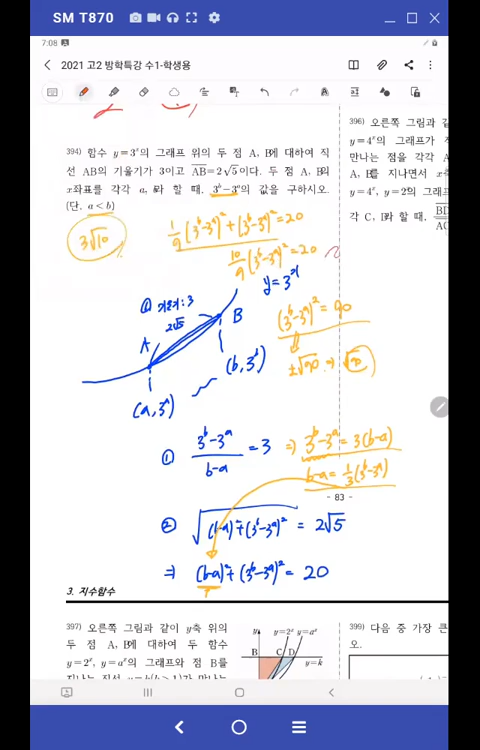 SM T870
7:08
2021 고2 방학특강 수1-학생용
394) 함수 y=3ˣ의 그래프 위의 두 점 A, B에 대하여 직
선 AB의 기울기가 3이고 AB=2√5이다. 두 점 A, B의
x좌표를 각각 a, b라 할 때, 3ᵇ-3ᵃ의 값을 구하시오.
(단, a<b)
3√10
1/9(3ᵇ-3ᵃ)²+(3ᵇ-3ᵃ)²=20
10/9(3ᵇ-3ᵃ)²=20
y=3ˣ
① 기울기:3
2√5
A
B
(3ᵇ-3ᵃ)²=90
±√90 ⇒ √90
(b, 3ᵇ)
(a, 3ᵃ)
① (3ᵇ-3ᵃ)/(b-a)=3 ⇒ 3ᵇ-3ᵃ=3(b-a)
b-a=1/3(3ᵇ-3ᵃ)
- 83 -
② √((b-a)²+(3ᵇ-3ᵃ)²) = 2√5
⇒ (b-a)²+(3ᵇ-3ᵃ)² = 20
3. 지수함수
396) 오른쪽 그림과 같
y=4ˣ의 그래프가 직
만나는 점을 각각 A
A, B를 지나면서 x축
y=4ˣ, y=2ˣ의 그래프
각 C, D라 할 때,
397) 오른쪽 그림과 같이 y축 위의
두 점 A, B에 대하여 두 함수
y=2ˣ, y=aˣ의 그래프와 점 B를
y
y=2ˣ y=aˣ
B C D
y=k
399) 다음 중 가장 큰
오.